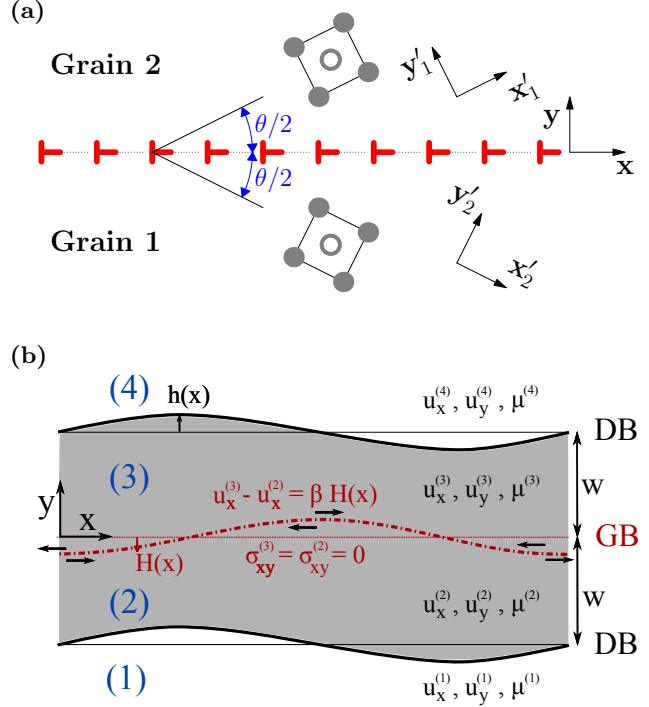 (a)
Grain 2
y′₁
x′₁
θ/2
θ/2
y
x
Grain 1
y′₂
x′₂
(b)
(4)
h(x)
u_x^(4), u_y^(4), μ^(4)
DB
(3)
u_x^(3), u_y^(3), μ^(3)
w
y
x
u_x^(3) - u_x^(2) = β H(x)
GB
H(x)
σ_xy^(3) = σ_xy^(2) = 0
(2)
u_x^(2), u_y^(2), μ^(2)
w
DB
(1)
u_x^(1), u_y^(1), μ^(1)